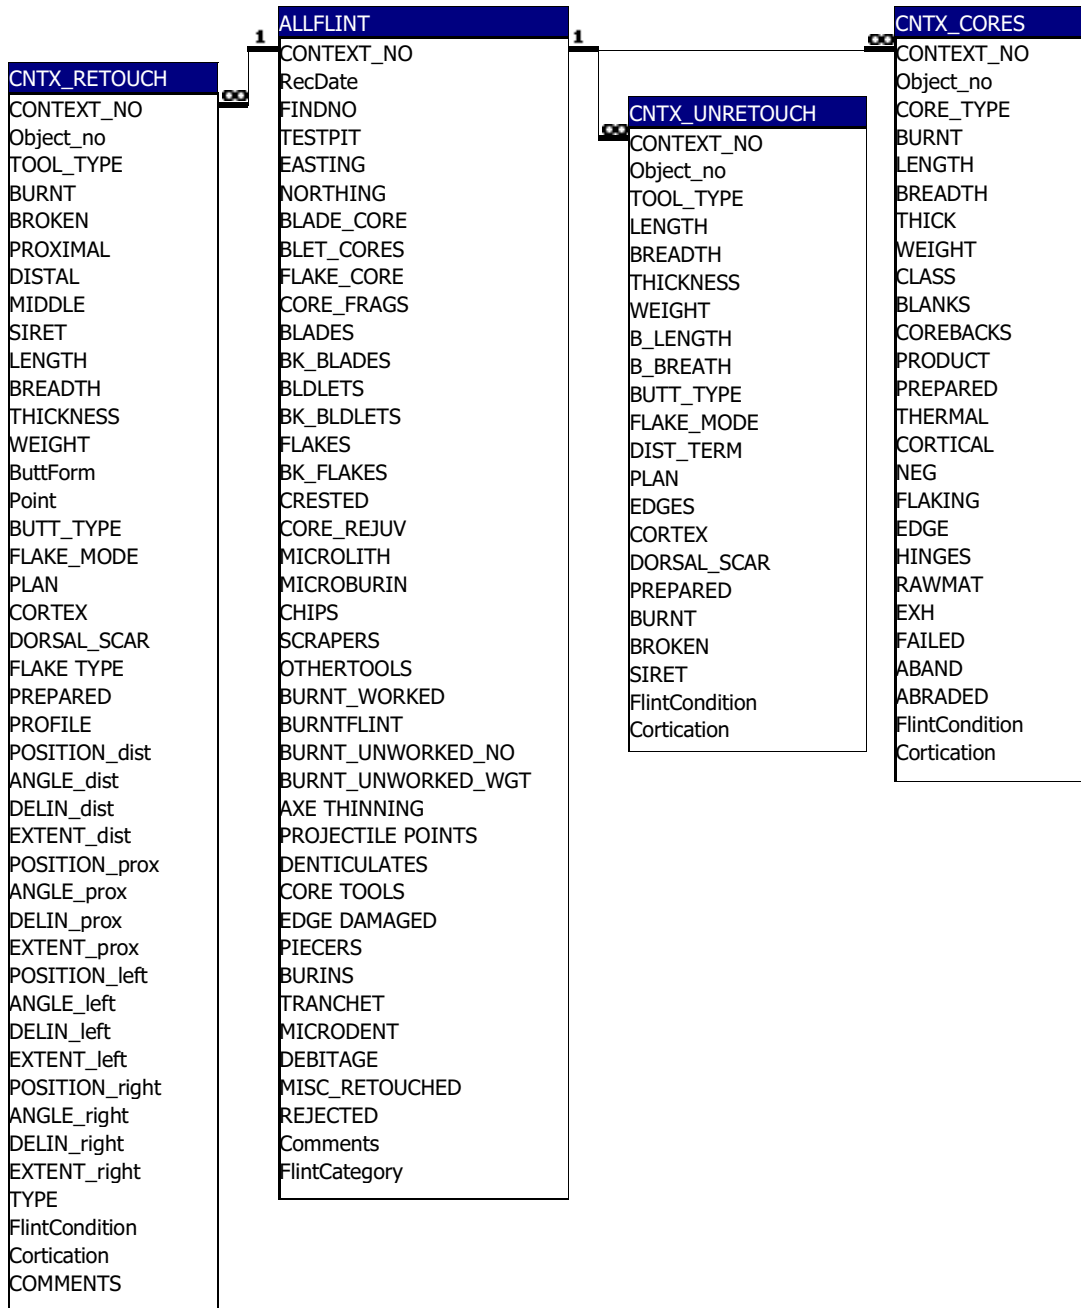 CNTX_RETOUCH
CONTEXT_NO
Object_no
TOOL_TYPE
BURNT
BROKEN
PROXIMAL
DISTAL
MIDDLE
SIRET
LENGTH
BREADTH
THICKNESS
WEIGHT
ButtForm
Point
BUTT_TYPE
FLAKE_MODE
PLAN
CORTEX
DORSAL_SCAR
FLAKE TYPE
PREPARED
PROFILE
POSITION_dist
ANGLE_dist
DELIN_dist
EXTENT_dist
POSITION_prox
ANGLE_prox
DELIN_prox
EXTENT_prox
POSITION_left
ANGLE_left
DELIN_left
EXTENT_left
POSITION_right
ANGLE_right
DELIN_right
EXTENT_right
TYPE
FlintCondition
Cortication
COMMENTS
∞
1
ALLFLINT
CONTEXT_NO
RecDate
FINDNO
TESTPIT
EASTING
NORTHING
BLADE_CORE
BLET_CORES
FLAKE_CORE
CORE_FRAGS
BLADES
BK_BLADES
BLDLETS
BK_BLDLETS
FLAKES
BK_FLAKES
CRESTED
CORE_REJUV
MICROLITH
MICROBURIN
CHIPS
SCRAPERS
OTHERTOOLS
BURNT_WORKED
BURNTFLINT
BURNT_UNWORKED_NO
BURNT_UNWORKED_WGT
AXE THINNING
PROJECTILE POINTS
DENTICULATES
CORE TOOLS
EDGE DAMAGED
PIECERS
BURINS
TRANCHET
MICRODENT
DEBITAGE
MISC_RETOUCHED
REJECTED
Comments
FlintCategory
1
∞
CNTX_UNRETOUCH
CONTEXT_NO
Object_no
TOOL_TYPE
LENGTH
BREADTH
THICKNESS
WEIGHT
B_LENGTH
B_BREATH
BUTT_TYPE
FLAKE_MODE
DIST_TERM
PLAN
EDGES
CORTEX
DORSAL_SCAR
PREPARED
BURNT
BROKEN
SIRET
FlintCondition
Cortication
∞
CNTX_CORES
CONTEXT_NO
Object_no
CORE_TYPE
BURNT
LENGTH
BREADTH
THICK
WEIGHT
CLASS
BLANKS
COREBACKS
PRODUCT
PREPARED
THERMAL
CORTICAL
NEG
FLAKING
EDGE
HINGES
RAWMAT
EXH
FAILED
ABAND
ABRADED
FlintCondition
Cortication